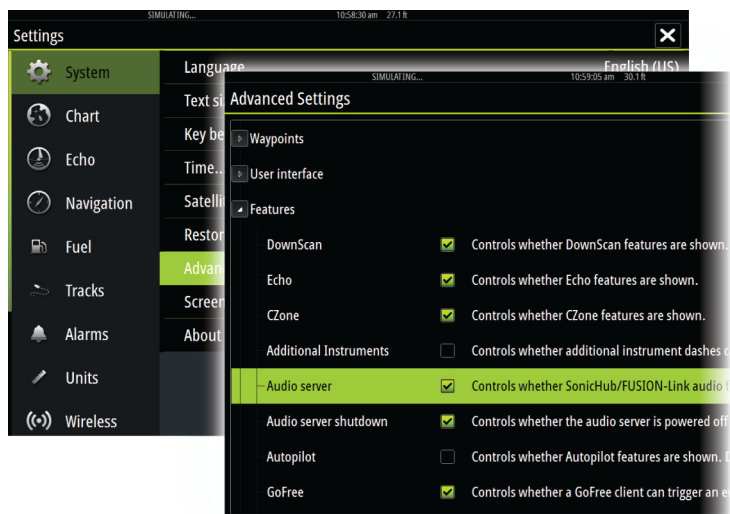 SIMULATING... 10:58:30 am 27.1 ft
Settings
System
Chart
Echo
Navigation
Fuel
Tracks
Alarms
Units
Wireless
Language English (US)
Text si
Key be
Time...
Satelli
Restor
Advan
Screen
About
SIMULATING... 10:59:05 am 30.1 ft
Advanced Settings
Waypoints
User interface
Features
DownScan Controls whether DownScan features are shown.
Echo Controls whether Echo features are shown.
CZone Controls whether CZone features are shown.
Additional Instruments Controls whether additional instrument dashes
Audio server Controls whether SonicHub/FUSION-Link audio
Audio server shutdown Controls whether the audio server is powered off
Autopilot Controls whether Autopilot features are shown.
GoFree Controls whether a GoFree client can trigger an